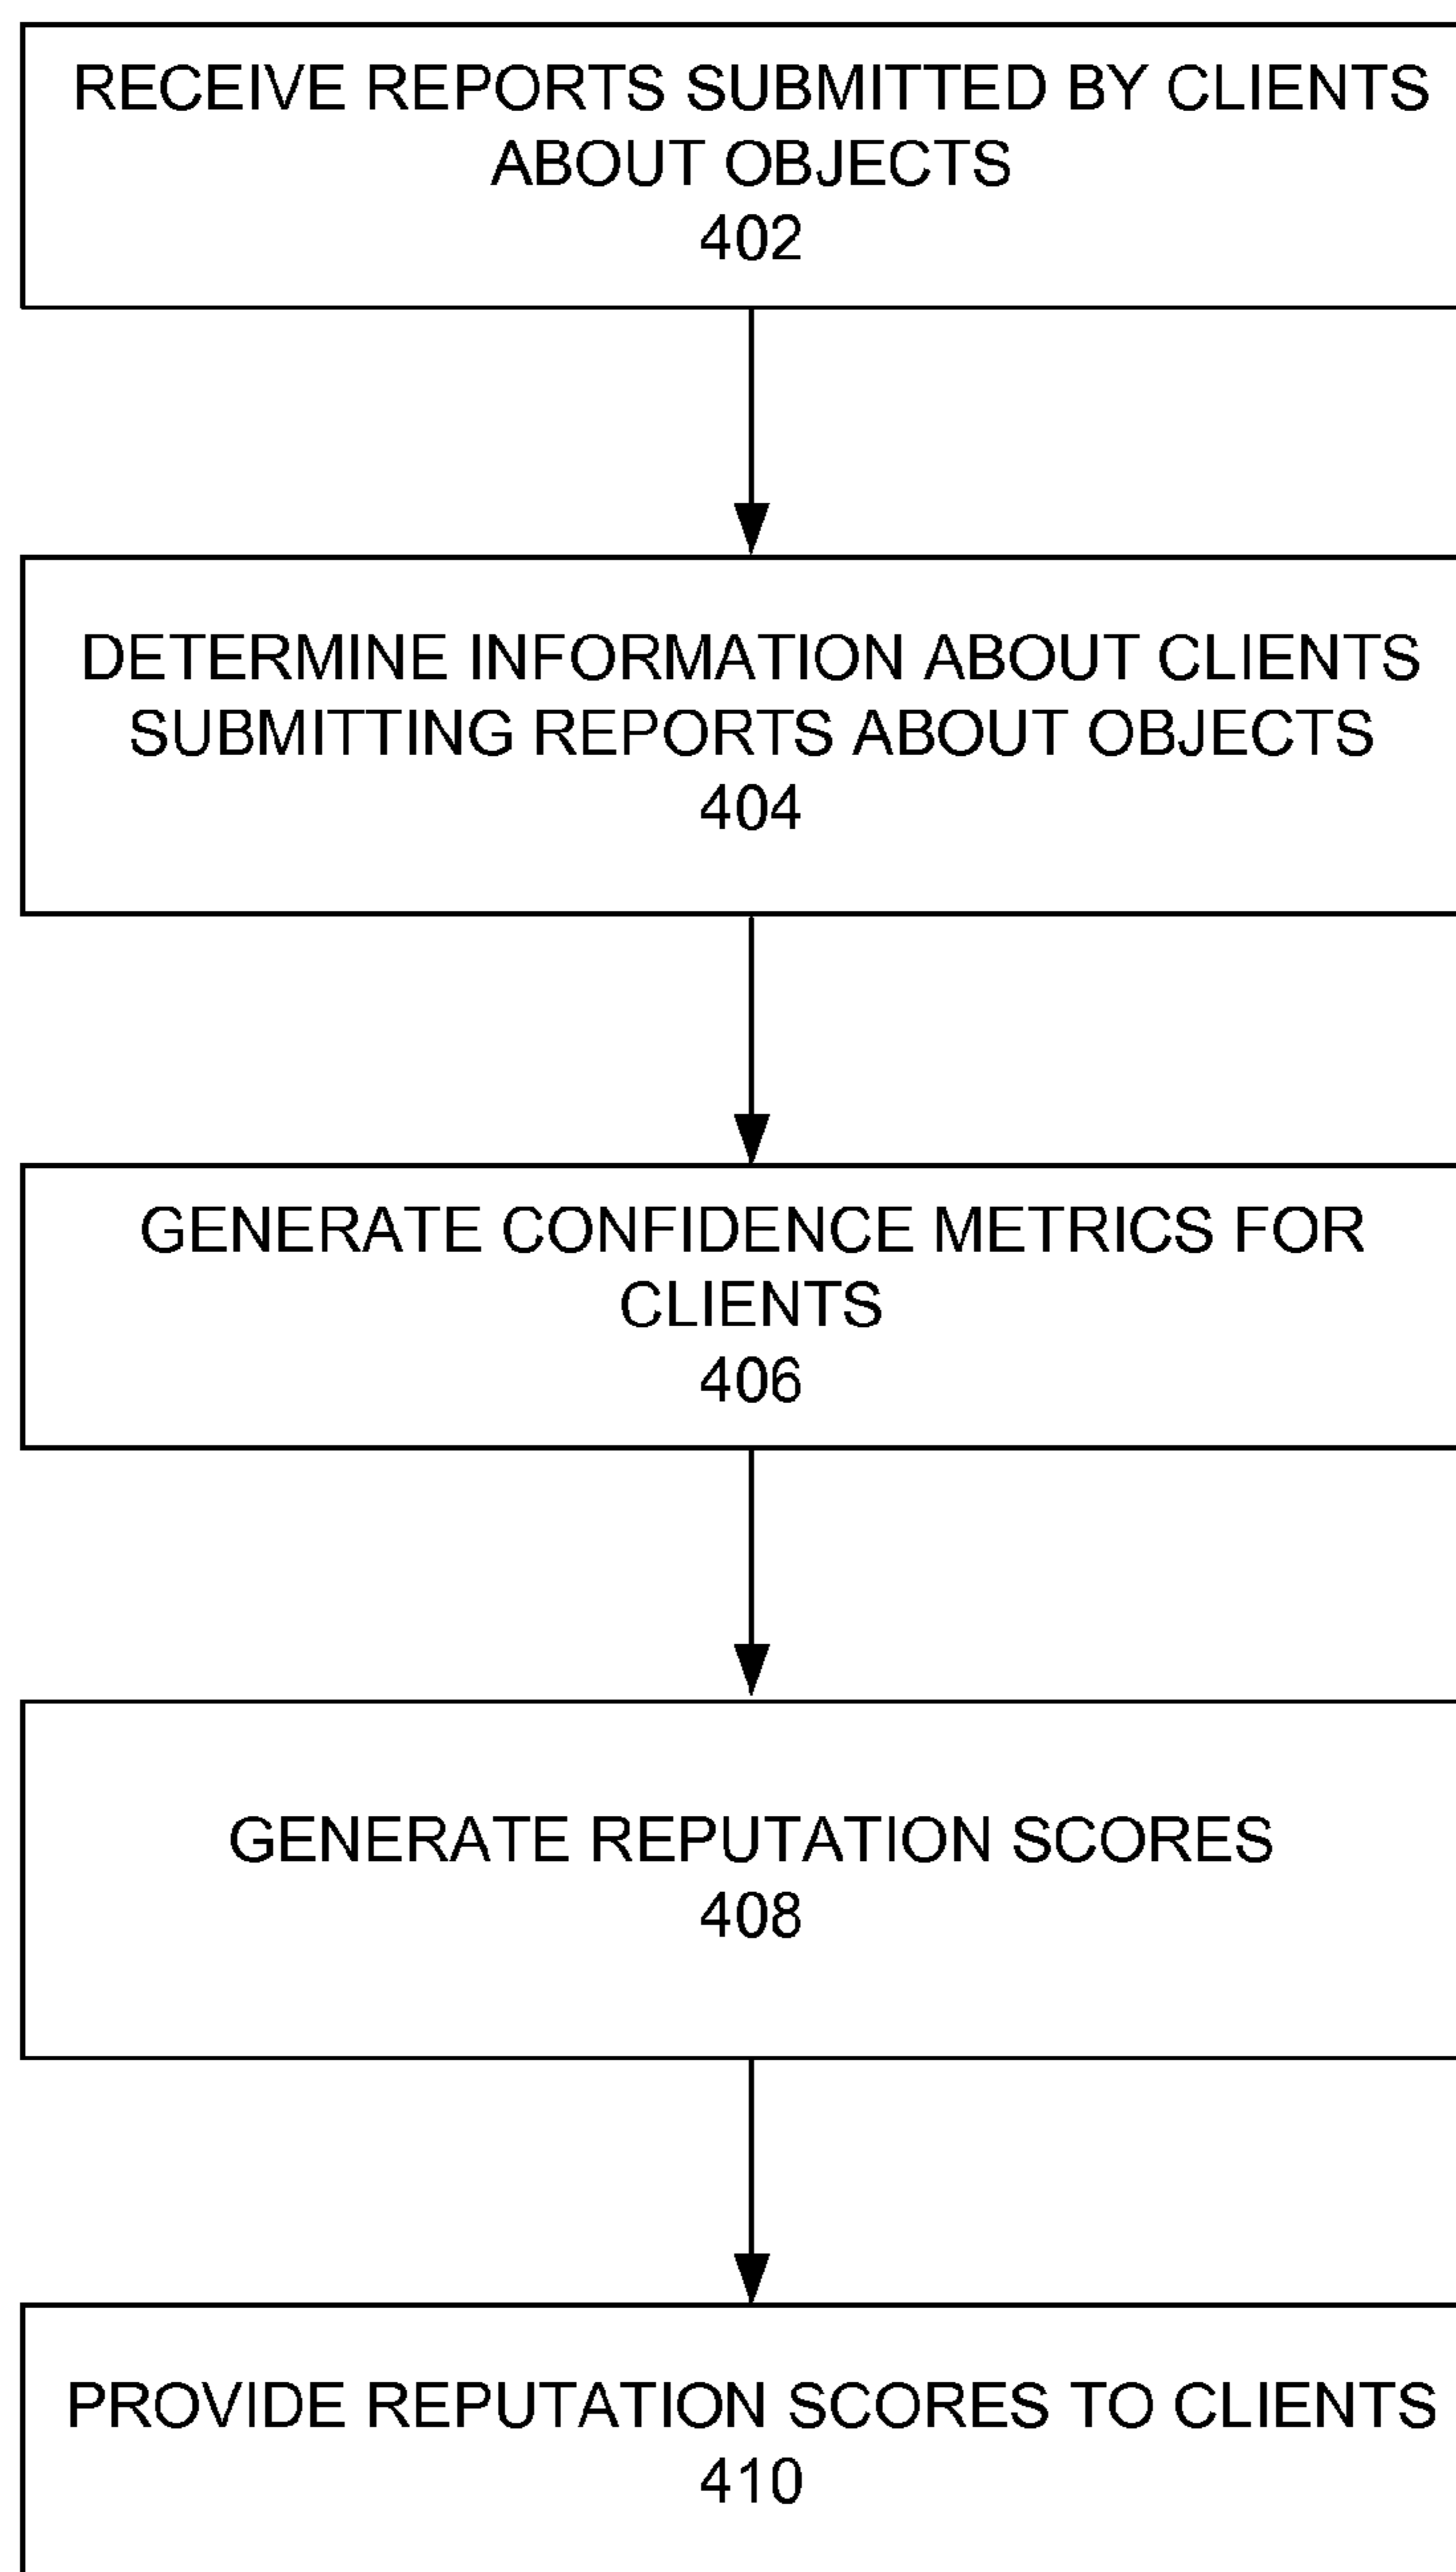 RECEIVE REPORTS SUBMITTED BY CLIENTS
ABOUT OBJECTS
402
DETERMINE INFORMATION ABOUT CLIENTS
SUBMITTING REPORTS ABOUT OBJECTS
404
GENERATE CONFIDENCE METRICS FOR
CLIENTS
406
GENERATE REPUTATION SCORES
408
PROVIDE REPUTATION SCORES TO CLIENTS
410